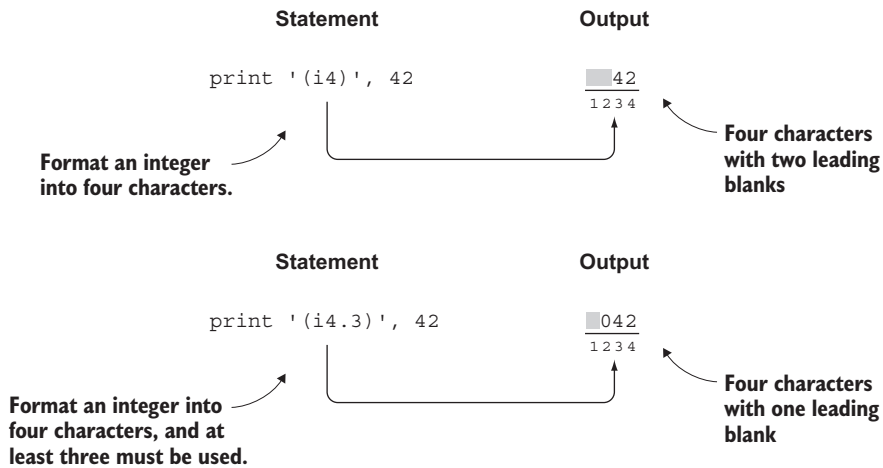 Statement
Output
print '(i4)', 42
42
1234
Format an integer
into four characters.
Four characters
with two leading
blanks
Statement
Output
print '(i4.3)', 42
042
1234
Format an integer into
four characters, and at
least three must be used.
Four characters
with one leading
blank